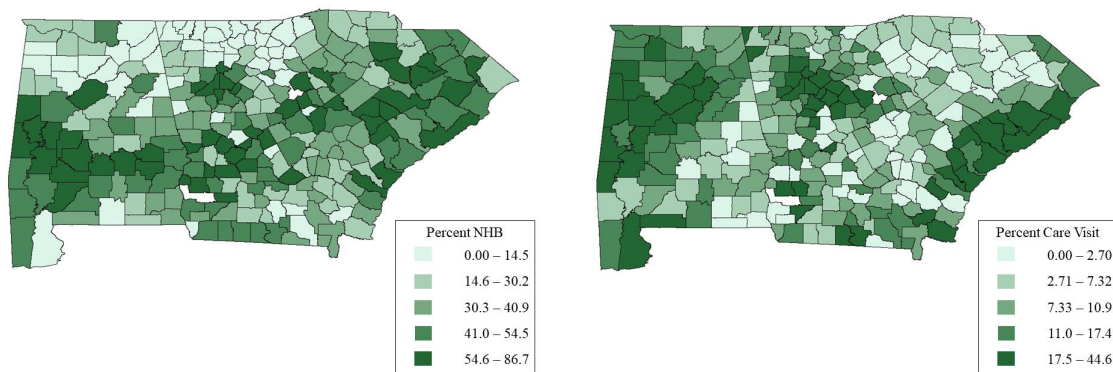 Percent NHB
0.00 – 14.5
14.6 – 30.2
30.3 – 40.9
41.0 – 54.5
54.6 – 86.7
Percent Care Visit
0.00 – 2.70
2.71 – 7.32
7.33 – 10.9
11.0 – 17.4
17.5 – 44.6